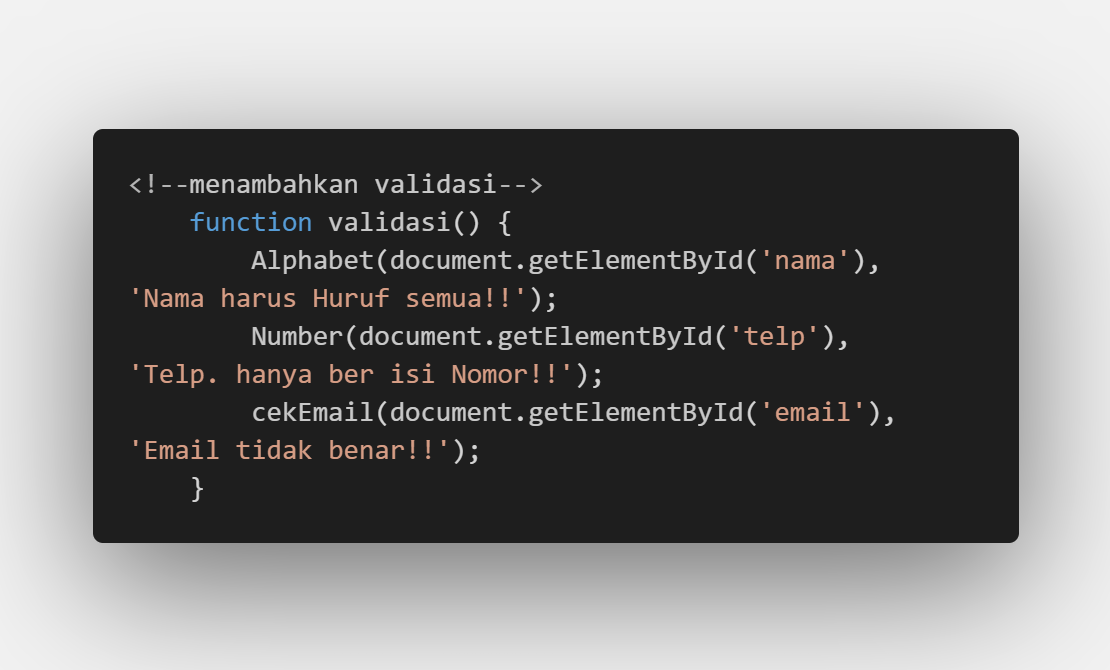 <!--menambahkan validasi-->
function validasi() {
Alphabet(document.getElementById('nama'),
'Nama harus Huruf semua!!');
Number(document.getElementById('telp'),
'Telp. hanya ber isi Nomor!!');
cekEmail(document.getElementById('email'),
'Email tidak benar!!');
}